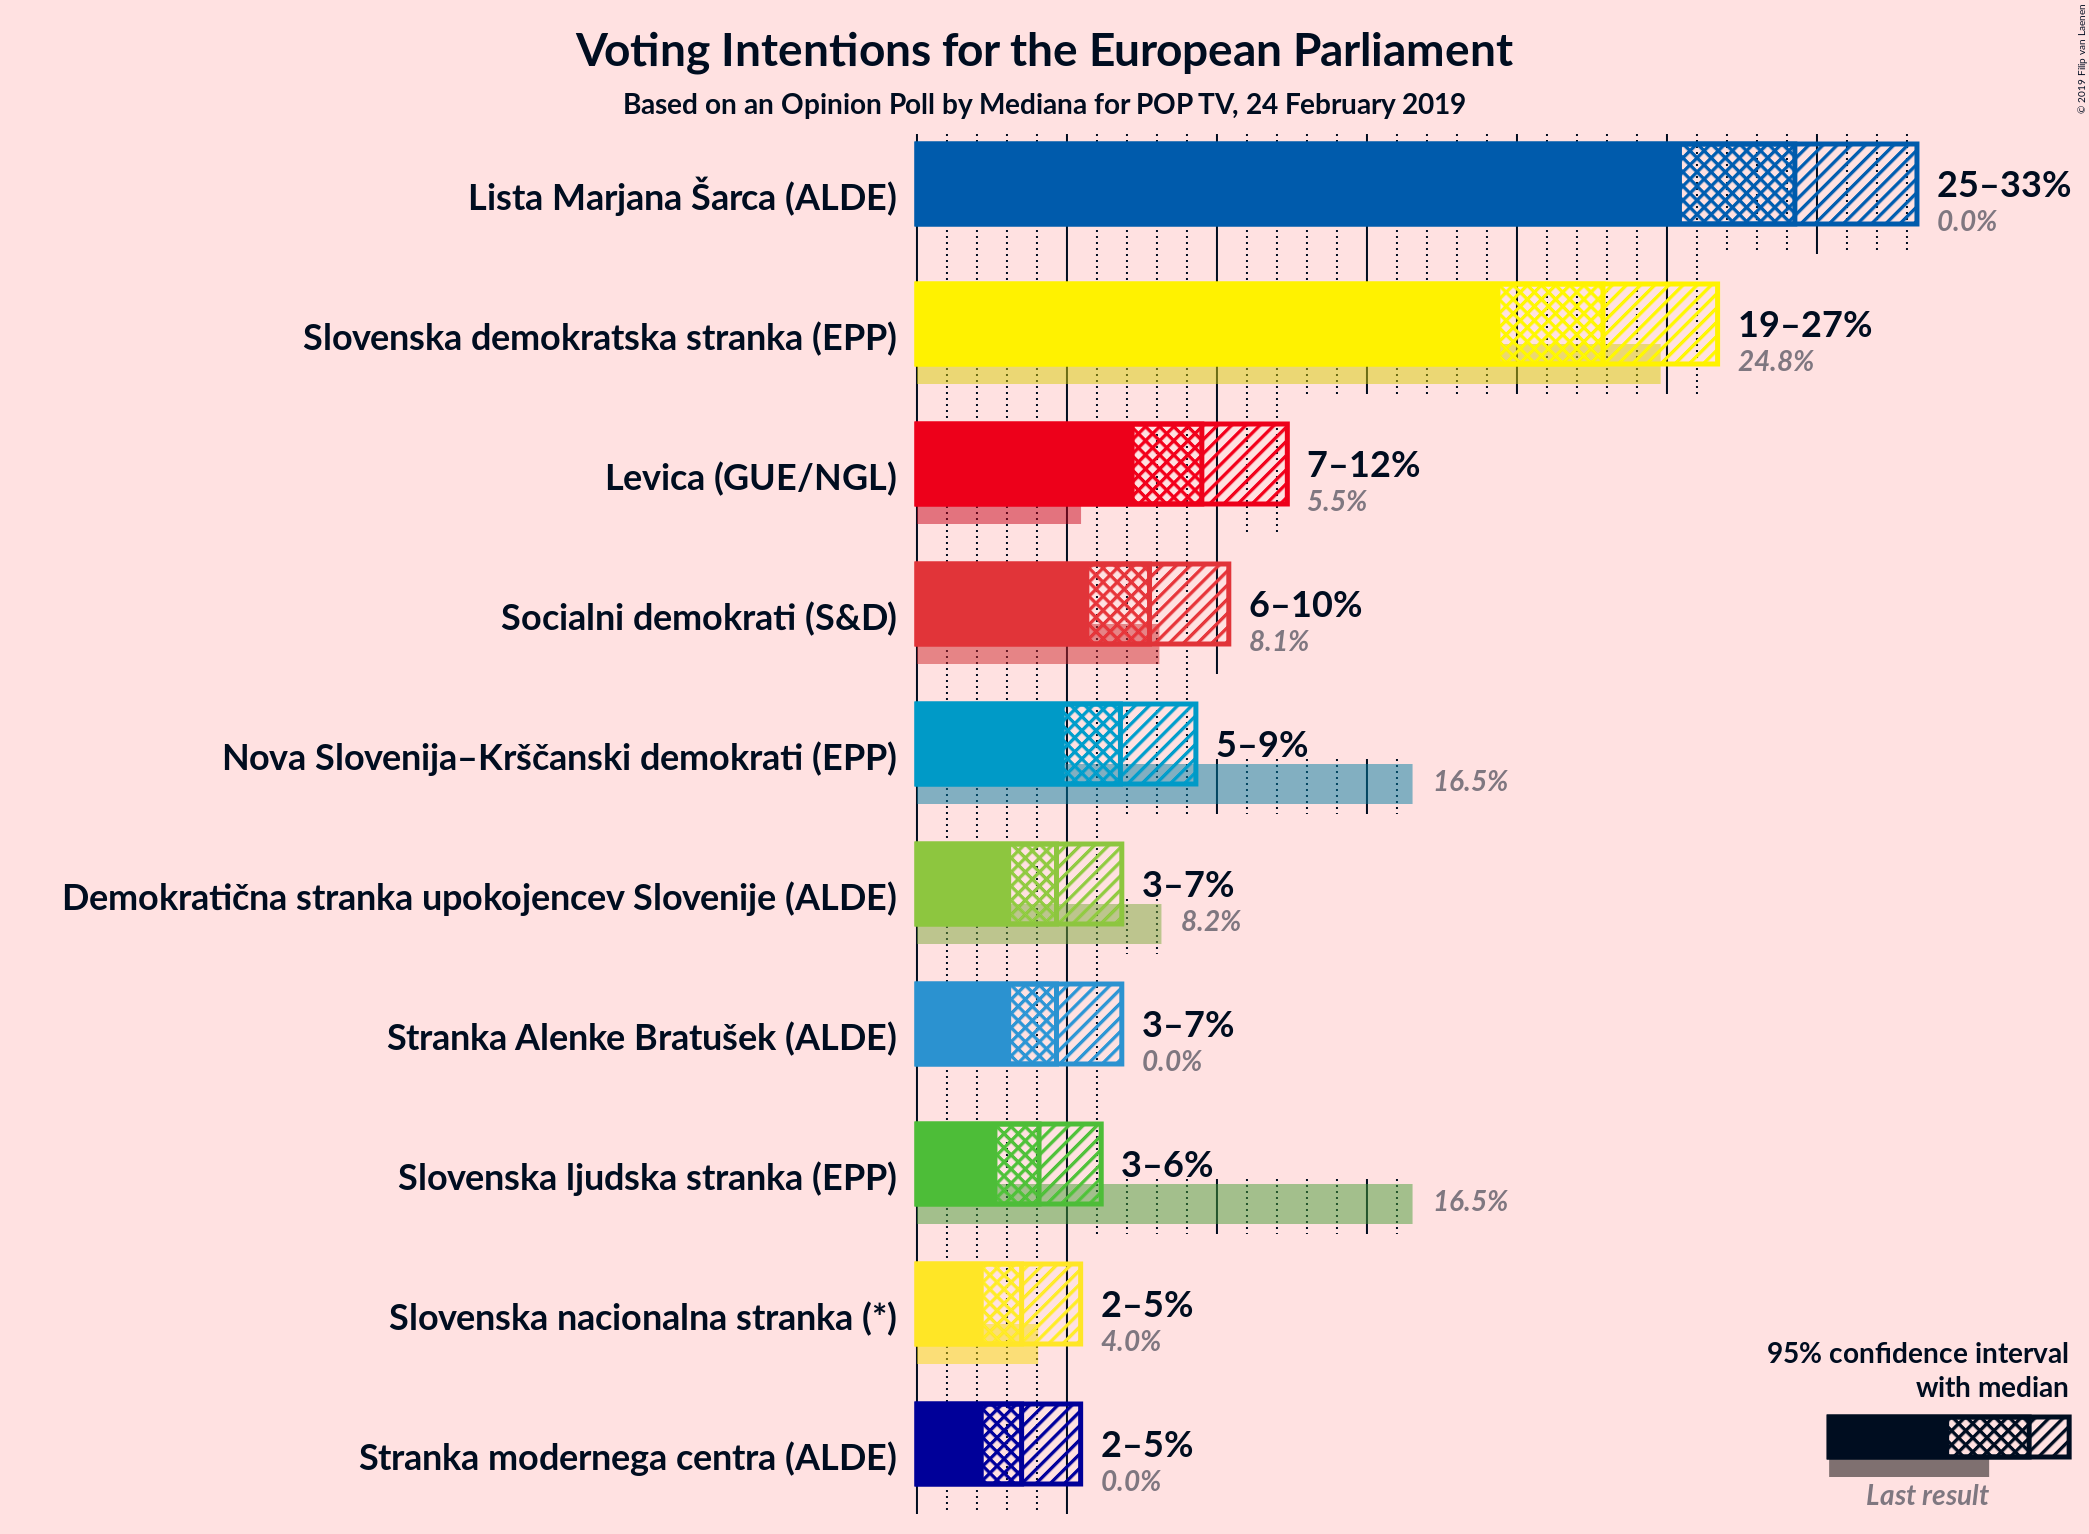 Voting Intentions for the European Parliament
Based on an Opinion Poll by Mediana for POP TV, 24 February 2019
© 2019 Filip van Laenen
Lista Marjana Šarca (ALDE)
25–33%
0.0%
Slovenska demokratska stranka (EPP)
19–27%
24.8%
Levica (GUE/NGL)
7–12%
5.5%
Socialni demokrati (S&D)
6–10%
8.1%
Nova Slovenija–Krščanski demokrati (EPP)
5–9%
16.5%
Demokratična stranka upokojencev Slovenije (ALDE)
3–7%
8.2%
Stranka Alenke Bratušek (ALDE)
3–7%
0.0%
Slovenska ljudska stranka (EPP)
3–6%
16.5%
Slovenska nacionalna stranka (*)
2–5%
4.0%
Stranka modernega centra (ALDE)
2–5%
0.0%
95% confidence interval
with median
Last result